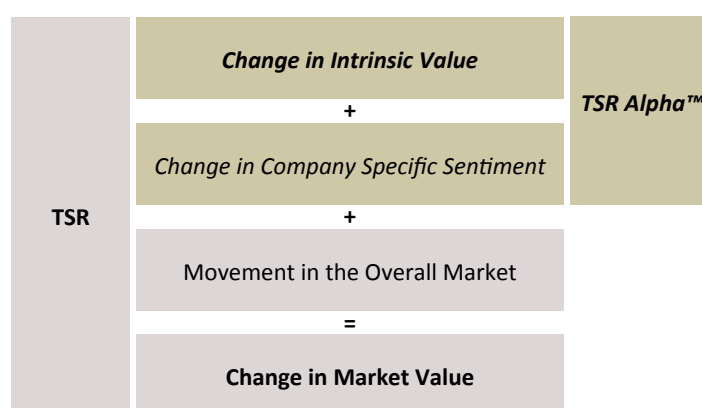 Change in Intrinsic Value
+
TSR Alpha™
Change in Company Specific Sentiment
TSR
+
Movement in the Overall Market
=
Change in Market Value